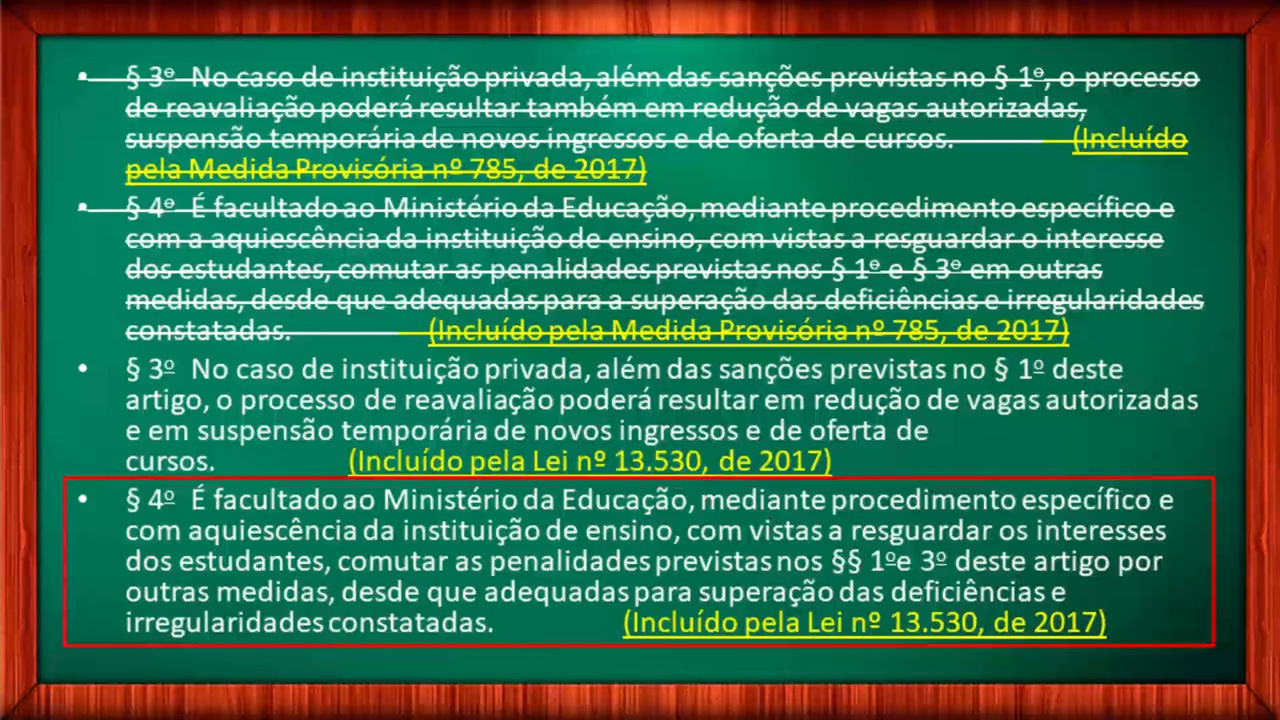 • § 3º No caso de instituição privada, além das sanções previstas no § 1º, o processo
de reavaliação poderá resultar também em redução de vagas autorizadas,
suspensão temporária de novos ingressos e de oferta de cursos. (Incluído
pela Medida Provisória nº 785, de 2017)
• § 4º É facultado ao Ministério da Educação, mediante procedimento específico e
com a aquiescência da instituição de ensino, com vistas a resguardar o interesse
dos estudantes, comutar as penalidades previstas nos § 1º e § 3º em outras
medidas, desde que adequadas para a superação das deficiências e irregularidades
constatadas. (Incluído pela Medida Provisória nº 785, de 2017)
• § 3º No caso de instituição privada, além das sanções previstas no § 1º deste
artigo, o processo de reavaliação poderá resultar em redução de vagas autorizadas
e em suspensão temporária de novos ingressos e de oferta de
cursos. (Incluído pela Lei nº 13.530, de 2017)
• § 4º É facultado ao Ministério da Educação, mediante procedimento específico e
com aquiescência da instituição de ensino, com vistas a resguardar os interesses
dos estudantes, comutar as penalidades previstas nos §§ 1ºe 3º deste artigo por
outras medidas, desde que adequadas para superação das deficiências e
irregularidades constatadas. (Incluído pela Lei nº 13.530, de 2017)